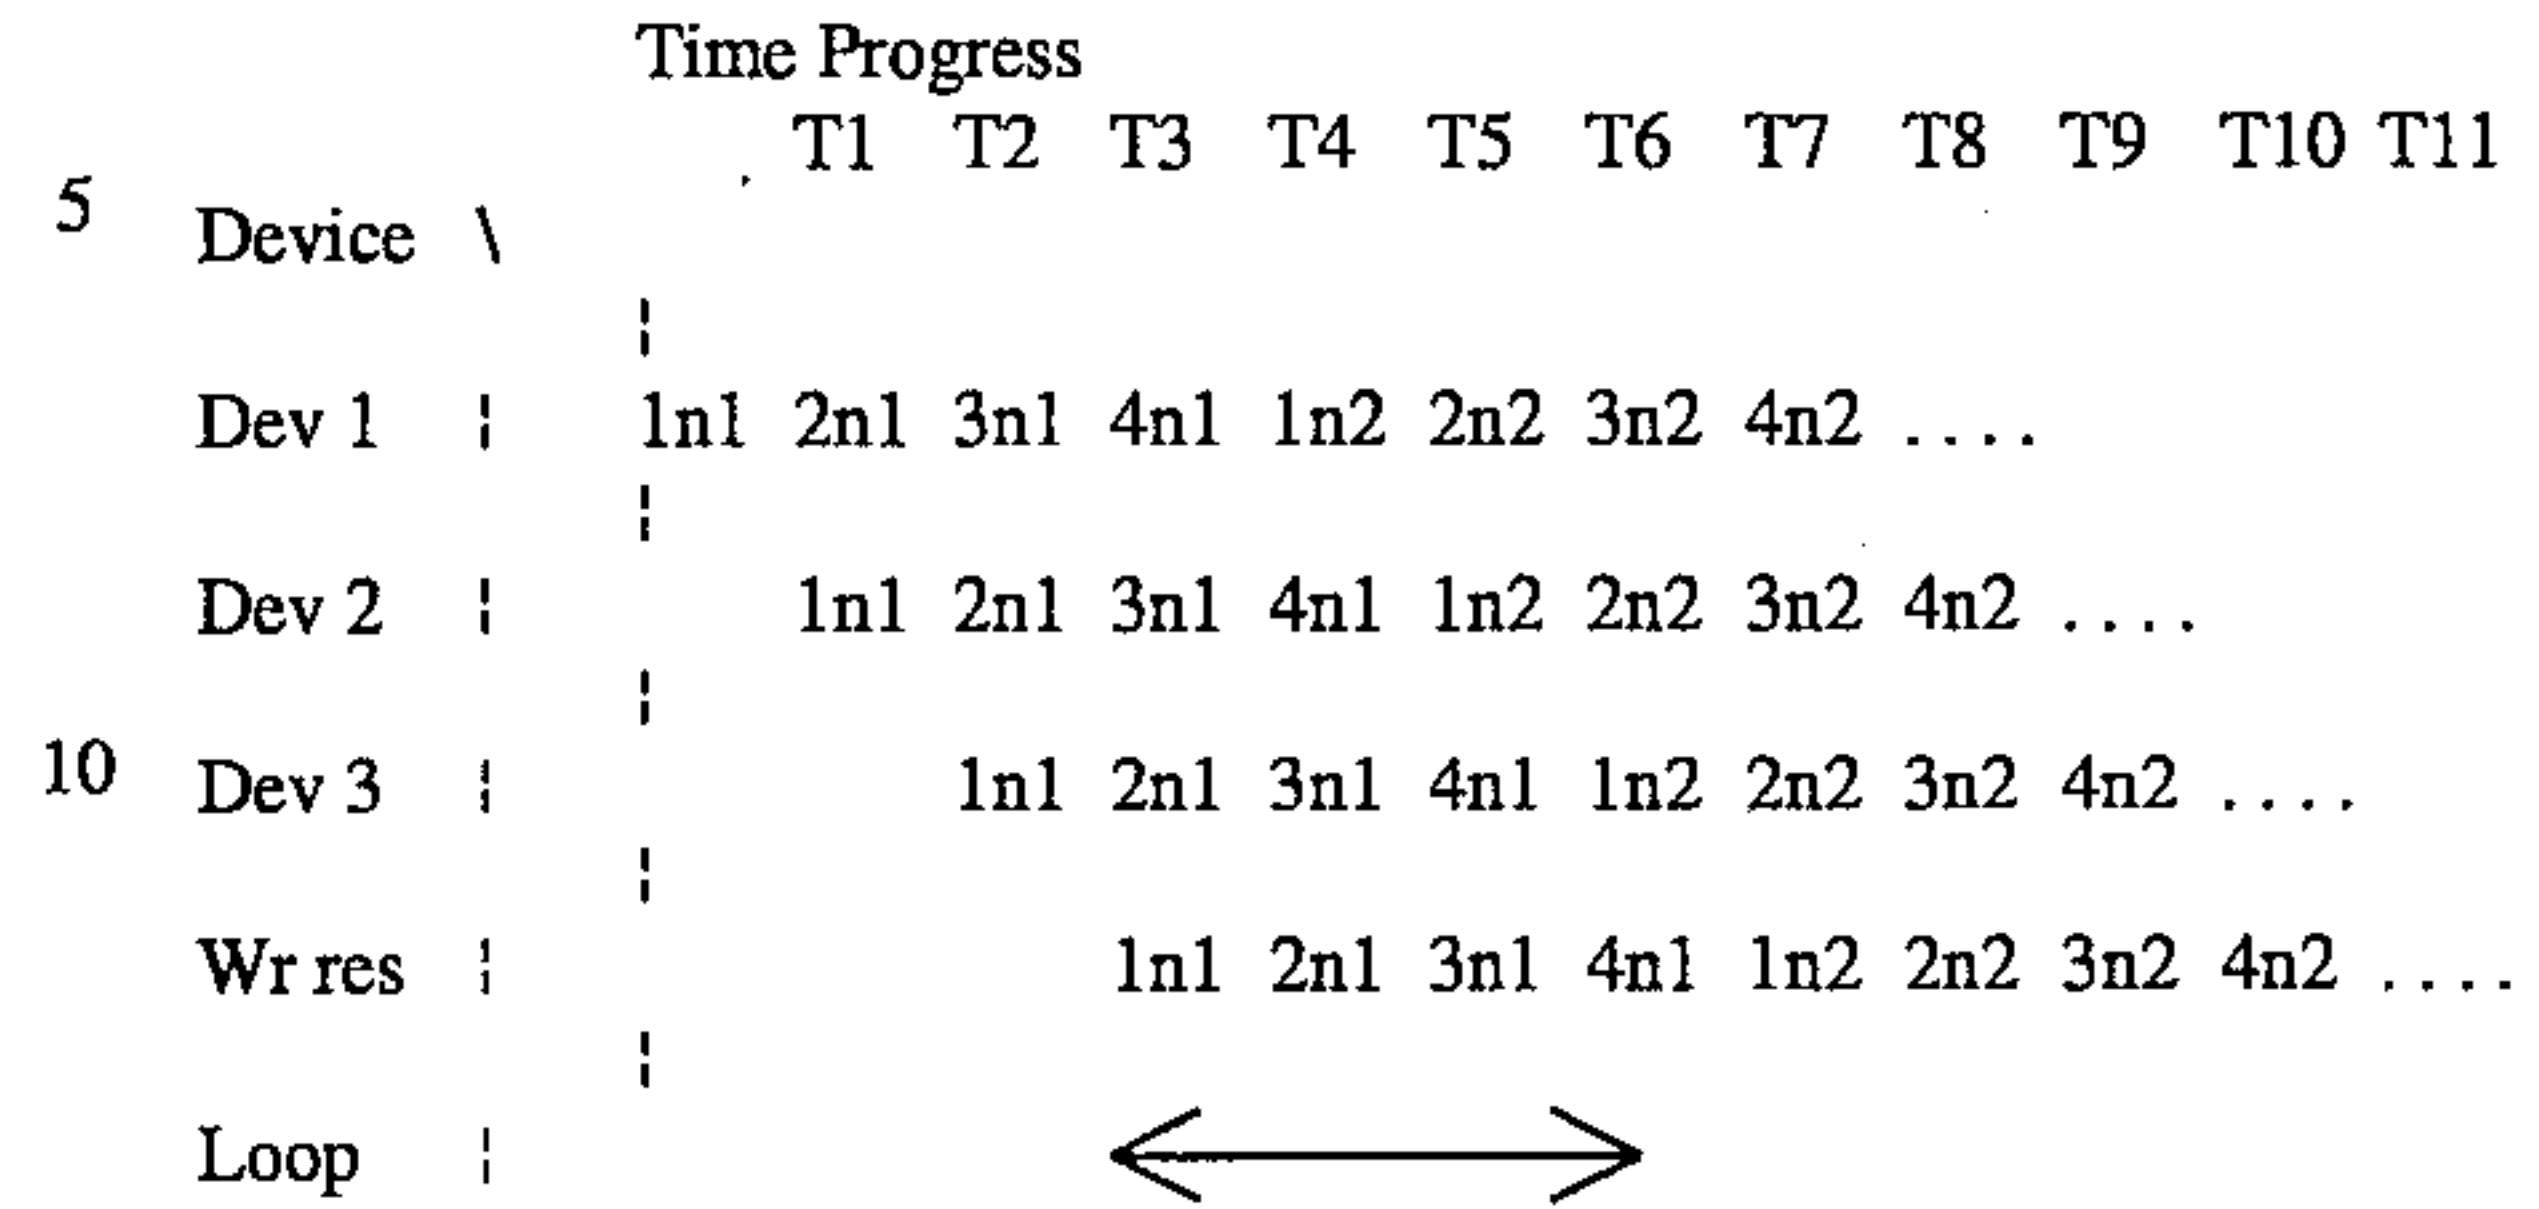 Time Progress
T1 T2 T3 T4 T5 T6 T7 T8 T9 T10 T11
5
Device \
¦
Dev 1 ¦ 1n1 2n1 3n1 4n1 1n2 2n2 3n2 4n2 ....
¦
Dev 2 ¦ 1n1 2n1 3n1 4n1 1n2 2n2 3n2 4n2 ....
¦
10
Dev 3 ¦ 1n1 2n1 3n1 4n1 1n2 2n2 3n2 4n2 ....
¦
Wr res ¦ 1n1 2n1 3n1 4n1 1n2 2n2 3n2 4n2 ....
¦
Loop ¦